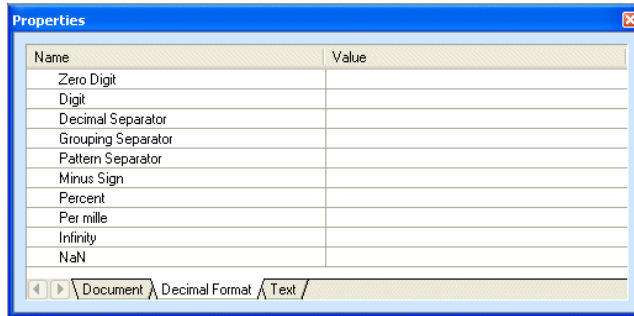 Properties
Name Value
Zero Digit
Digit
Decimal Separator
Grouping Separator
Pattern Separator
Minus Sign
Percent
Per mille
Infinity
NaN
Document Decimal Format Text